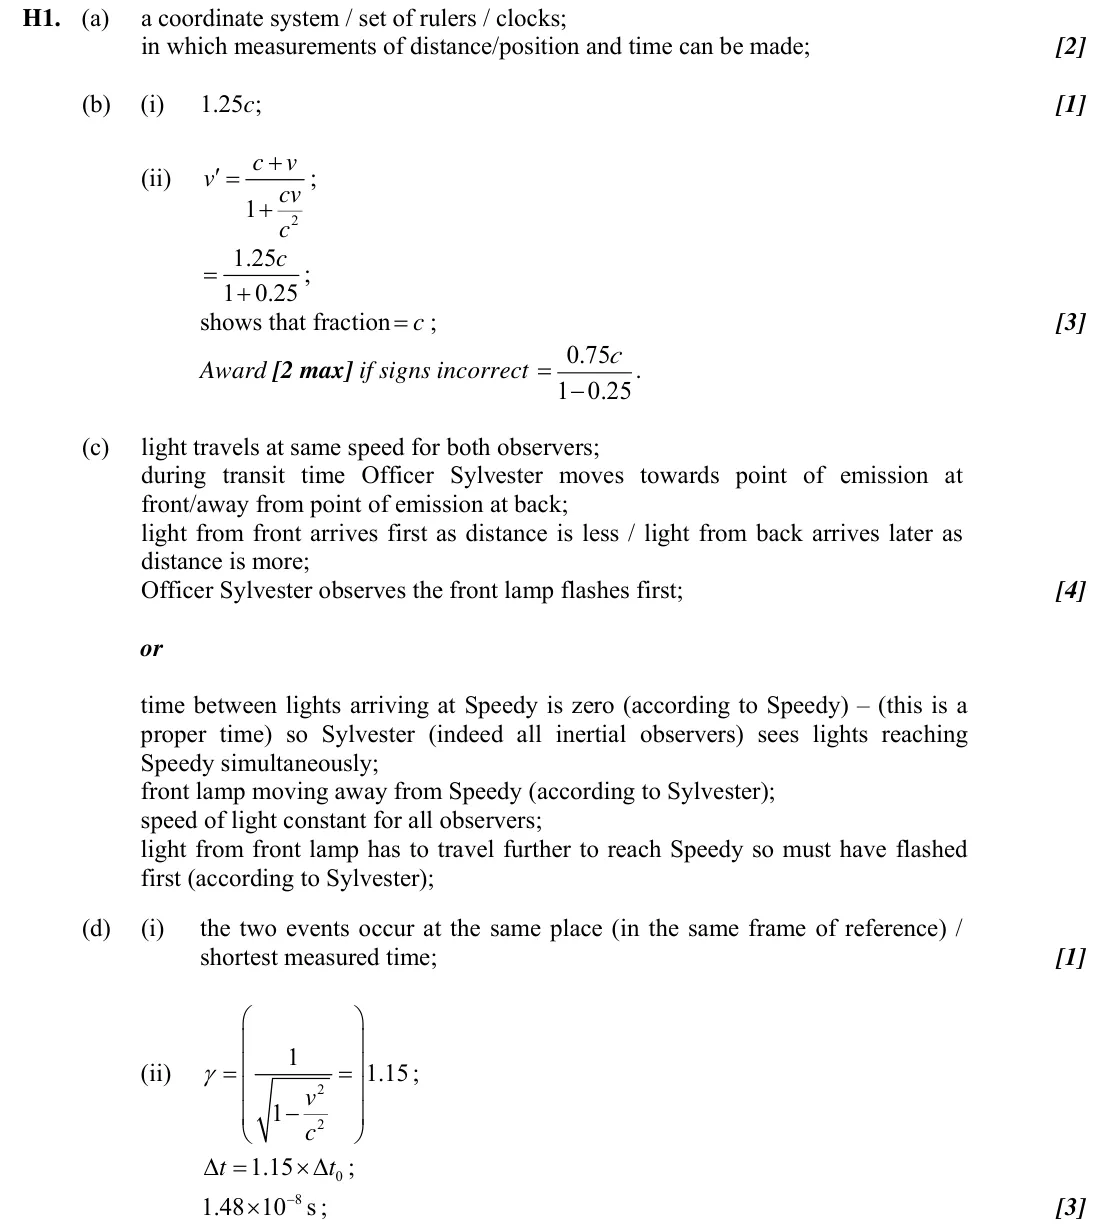 H1. (a) a coordinate system / set of rulers / clocks;
in which measurements of distance/position and time can be made; [2]
(b) (i) 1.25c; [1]
(ii) v′ = (c + v) / (1 + cv/c²) ;
= 1.25c / (1 + 0.25) ;
shows that fraction = c ; [3]
Award [2 max] if signs incorrect = 0.75c / (1 − 0.25) .
(c) light travels at same speed for both observers;
during transit time Officer Sylvester moves towards point of emission at
front/away from point of emission at back;
light from front arrives first as distance is less / light from back arrives later as
distance is more;
Officer Sylvester observes the front lamp flashes first; [4]
or
time between lights arriving at Speedy is zero (according to Speedy) – (this is a
proper time) so Sylvester (indeed all inertial observers) sees lights reaching
Speedy simultaneously;
front lamp moving away from Speedy (according to Sylvester);
speed of light constant for all observers;
light from front lamp has to travel further to reach Speedy so must have flashed
first (according to Sylvester);
(d) (i) the two events occur at the same place (in the same frame of reference) /
shortest measured time; [1]
(ii) γ = ( 1 / √(1 − v²/c²) = ) 1.15 ;
Δt = 1.15 × Δt₀ ;
1.48×10⁻⁸ s ; [3]